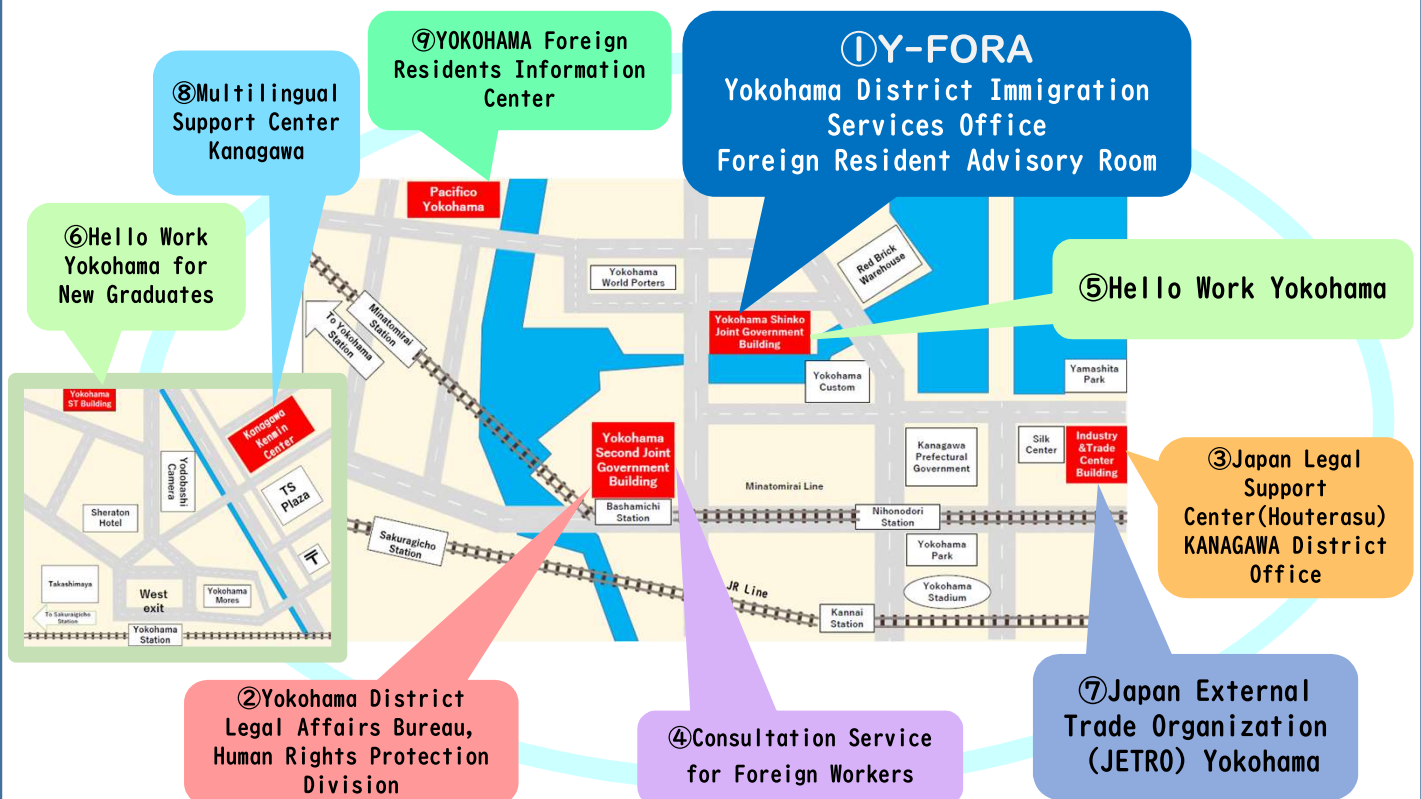 ①Y-FORA
Yokohama District Immigration
Services Office
Foreign Resident Advisory Room
⑨YOKOHAMA Foreign
Residents Information
Center
⑧Multilingual
Support Center
Kanagawa
⑥Hello Work
Yokohama for
New Graduates
⑤Hello Work Yokohama
③Japan Legal
Support
Center(Houterasu)
KANAGAWA District
Office
⑦Japan External
Trade Organization
(JETRO) Yokohama
④Consultation Service
for Foreign Workers
②Yokohama District
Legal Affairs Bureau,
Human Rights Protection
Division
Pacifico
Yokohama
Yokohama
World Porters
Red Brick
Warehouse
Yokohama Shinko
Joint Government
Building
Yokohama
Custom
Yamashita
Park
Minatomirai
Station
To Yokohama
Station
Yokohama
Second Joint
Government
Building
Bashamichi
Station
Kanagawa
Prefectural
Government
Silk
Center
Industry
&Trade
Center
Building
Minatomirai Line
Nihonodori
Station
Sakuragicho
Station
Yokohama
Park
Yokohama
Stadium
JR Line
Kannai
Station
Yokohama
ST Building
Kanagawa
Kenmin
Center
Yodobashi
Camera
TS
Plaza
Sheraton
Hotel
〒
Takashimaya
West
exit
Yokohama
Mores
To Sakuraigicho
Station
Yokohama
Station